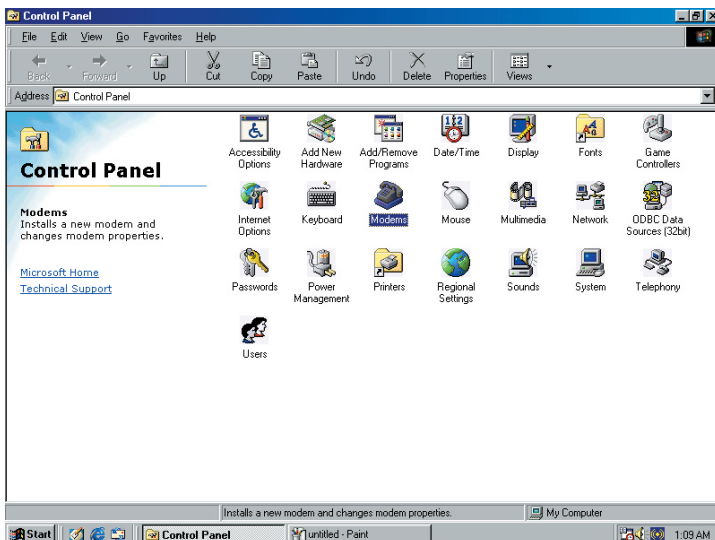 Control Panel
File Edit View Go Favorites Help
Back Forward Up Cut Copy Paste Undo Delete Properties Views
Address Control Panel
Control Panel
Modems
Installs a new modem and
changes modem properties.
Microsoft Home
Technical Support
Accessibility Options
Add New Hardware
Add/Remove Programs
Date/Time
Display
Fonts
Game Controllers
Internet Options
Keyboard
Modems
Mouse
Multimedia
Network
ODBC Data Sources (32bit)
Passwords
Power Management
Printers
Regional Settings
Sounds
System
Telephony
Users
Installs a new modem and changes modem properties. My Computer
Start Control Panel untitled - Paint 1:09 AM